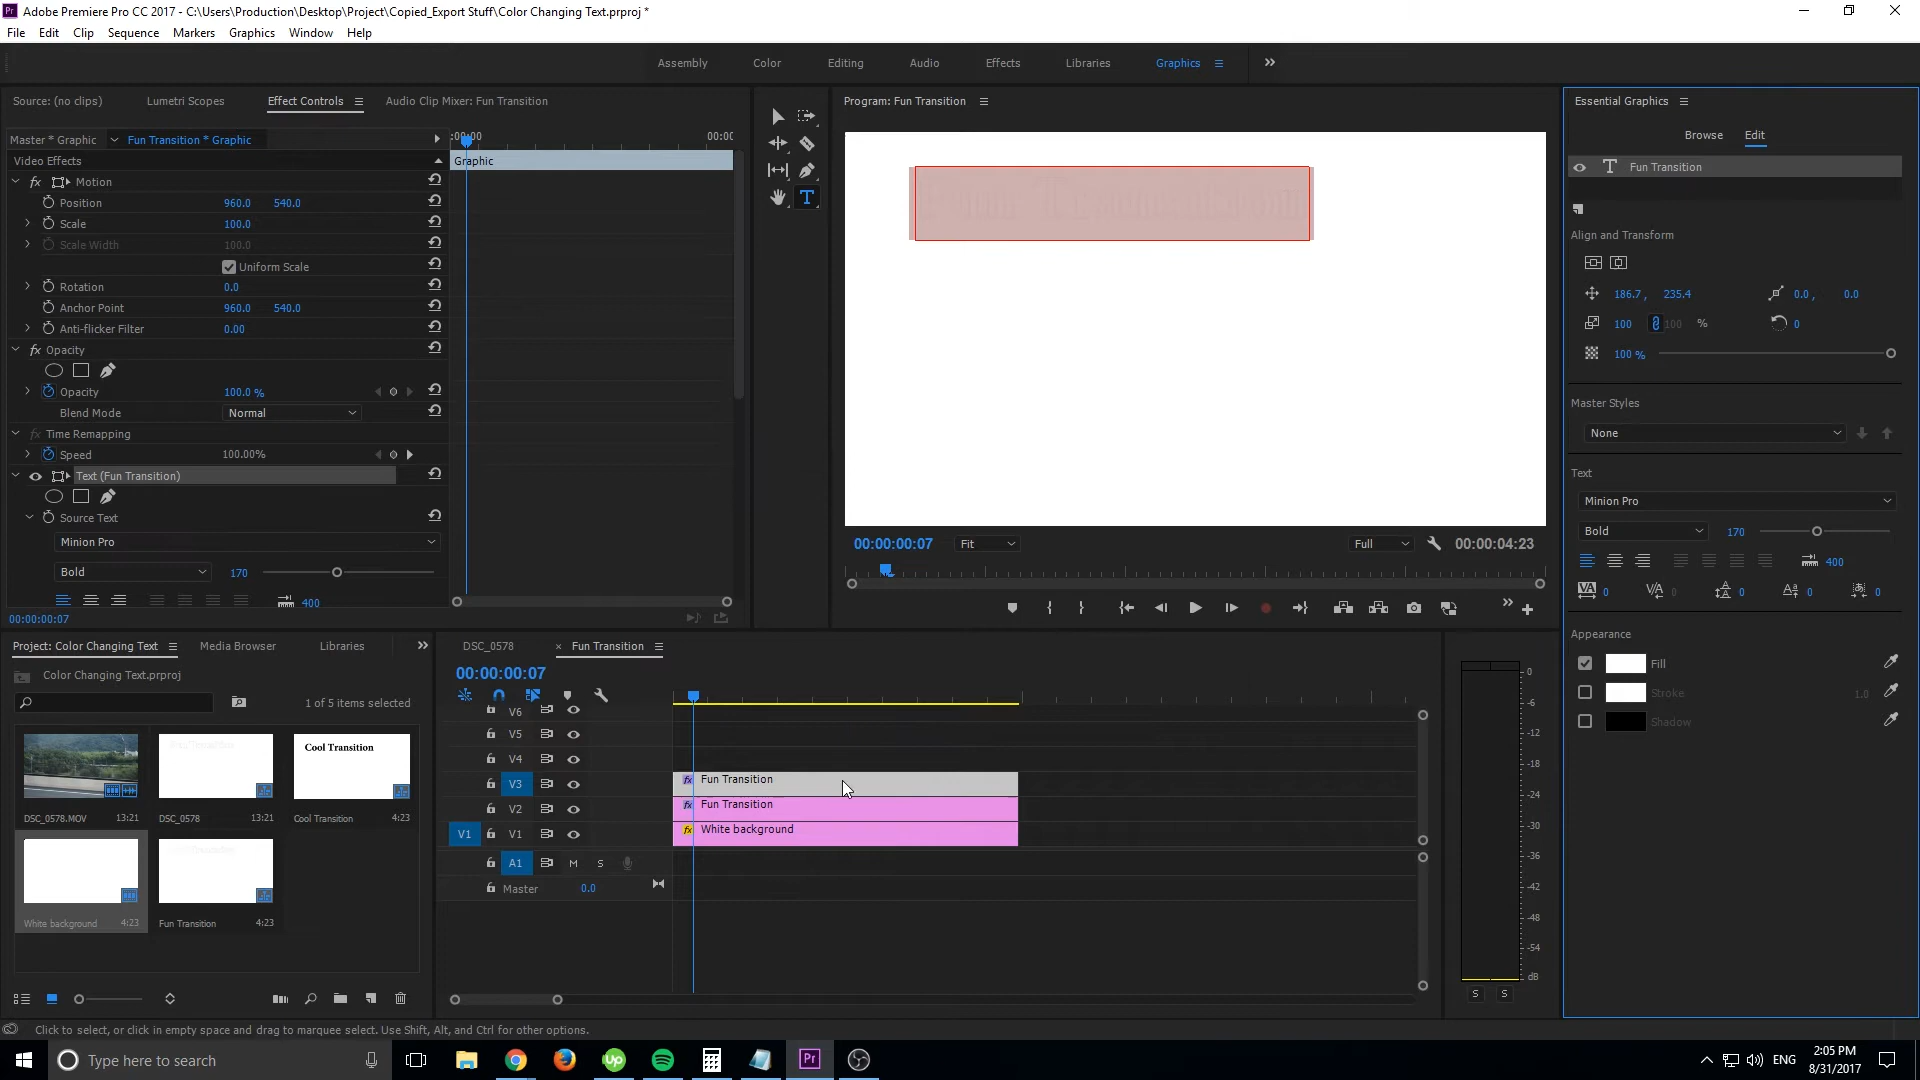 Adobe Premiere Pro CC 2017 - C:\Users\Production\Desktop\Project\Copied_Export Stuff\Color Changing Text.prproj *
File Edit Clip Sequence Markers Graphics Window Help
Assembly Color Editing Audio Effects Libraries Graphics
Source: (no clips) Lumetri Scopes Effect Controls Audio Clip Mixer: Fun Transition
Master * Graphic Fun Transition * Graphic
:00:00 00:00
Video Effects
Graphic
Motion
Position 960.0 540.0
Scale 100.0
Scale Width 100.0
Uniform Scale
Rotation 0.0
Anchor Point 960.0 540.0
Anti-flicker Filter 0.00
Opacity
Opacity 100.0 %
Blend Mode Normal
Time Remapping
Speed 100.00%
Text (Fun Transition)
Source Text
Minion Pro
Bold 170
400
00:00:00:07
Program: Fun Transition
00:00:00:07 Fit Full 00:00:04:23
Essential Graphics
Browse Edit
Fun Transition
Align and Transform
186.7 , 235.4 0.0 , 0.0
100 100 % 0
100 %
Master Styles
None
Text
Minion Pro
Bold 170
400
0 0 0 0 0
Appearance
Fill
Stroke 1.0
Shadow
Project: Color Changing Text Media Browser Libraries
Color Changing Text.prproj
1 of 5 items selected
Cool Transition
DSC_0578.MOV 13:21 DSC_0578 13:21 Cool Transition 4:23
White background 4:23 Fun Transition 4:23
DSC_0578 × Fun Transition
00:00:00:07
V6
V5
V4
V3 Fun Transition
V2 Fun Transition
V1 V1 White background
A1 M S
Master 0.0
0
-6
-12
-18
-24
-30
-36
-42
-48
-54
dB
S S
Click to select, or click in empty space and drag to marquee select. Use Shift, Alt, and Ctrl for other options.
Type here to search
up
Pr
ENG
2:05 PM
8/31/2017